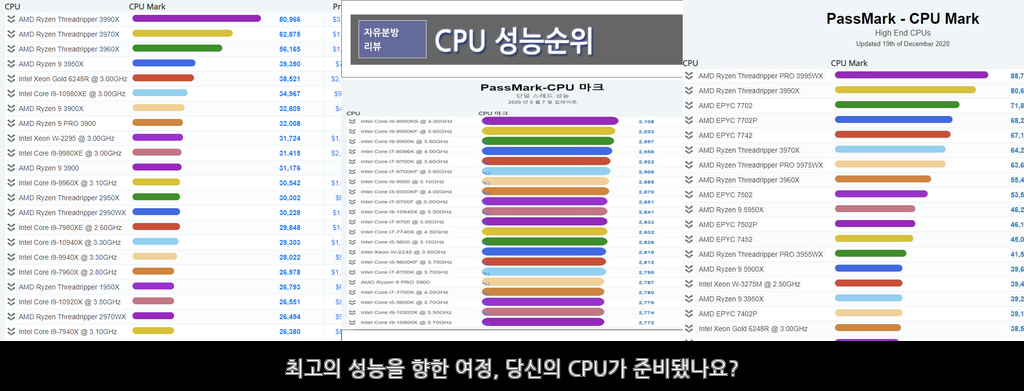 CPU CPU Mark Pr
AMD Ryzen Threadripper 3990X 80,966 $3,
AMD Ryzen Threadripper 3970X 62,875 $1,
AMD Ryzen Threadripper 3960X 56,165 $1,
AMD Ryzen 9 3950X 39,390
Intel Xeon Gold 6248R @ 3.00GHz 38,521
Intel Core i9-10980XE @ 3.00GHz 34,967
AMD Ryzen 9 3900X 32,809
AMD Ryzen 9 PRO 3900 32,008
Intel Xeon W-2295 @ 3.00GHz 31,724
Intel Core i9-9980XE @ 3.00GHz 31,415
AMD Ryzen 9 3900 31,176
Intel Core i9-9960X @ 3.10GHz 30,542
AMD Ryzen Threadripper 2950X 30,302
AMD Ryzen Threadripper 2990WX 30,228
Intel Core i9-7980XE @ 2.60GHz 29,848
Intel Core i9-10940X @ 3.30GHz 29,303
Intel Core i9-9940X @ 3.30GHz 28,022
Intel Core i9-7960X @ 2.80GHz 26,978
AMD Ryzen Threadripper 1950X 26,793
Intel Core i9-10920X @ 3.50GHz 26,551
AMD Ryzen Threadripper 2970WX 26,494
Intel Core i9-7940X @ 3.10GHz 26,380
자유분방
리뷰
CPU 성능순위
PassMark-CPU 마크
단일 스레드 성능
2020 년 5 월 7 일 업데이트
CPU CPU 마크
Intel Core i9-9900KS @ 4.00GHz 3,108
Intel Core i9-9900KF @ 3.60GHz 3,023
Intel Core i9-9900K @ 3.60GHz 2,997
Intel Core i7-8086K @ 4.00GHz 2,968
Intel Core i7-9700K @ 3.60GHz 2,922
Intel Core i7-9700KF @ 3.60GHz 2,906
Intel Core i9-9900 @ 3.10GHz 2,885
Intel Core i3-9350KF @ 4.00GHz 2,870
Intel Core i7-9700F @ 3.00GHz 2,851
Intel Core i9-10940X @ 3.30GHz 2,841
Intel Core i7-9700 @ 3.00GHz 2,833
Intel Core i7-7740X @ 4.30GHz 2,832
Intel Core i5-9600 @ 3.10GHz 2,826
Intel Xeon W-2245 @ 3.90GHz 2,815
Intel Core i5-9600KF @ 3.70GHz 2,812
Intel Core i7-8700K @ 3.70GHz 2,798
AMD Ryzen 9 PRO 3900 2,787
Intel Core i7-7700K @ 4.20GHz 2,780
Intel Core i5-9600K @ 3.70GHz 2,779
Intel Core i9-10920X @ 3.50GHz 2,774
Intel Core i9-10900X @ 3.70GHz 2,772
PassMark - CPU Mark
High End CPUs
Updated 19th of December 2020
CPU CPU Mark
AMD Ryzen Threadripper PRO 3995WX 88,7
AMD Ryzen Threadripper 3990X 80,6
AMD EPYC 7702 71,8
AMD EPYC 7702P 68,2
AMD EPYC 7742 67,1
AMD Ryzen Threadripper 3970X 64,2
AMD Ryzen Threadripper PRO 3975WX 63,6
AMD Ryzen Threadripper 3960X 55,4
AMD EPYC 7502 53,5
AMD Ryzen 9 5950X 46,2
AMD EPYC 7502P 46,1
AMD EPYC 7452 45,0
AMD Ryzen Threadripper PRO 3955WX 41,5
AMD Ryzen 9 5900X 39,6
Intel Xeon W-3275M @ 2.50GHz 39,4
AMD Ryzen 9 3950X 39,2
AMD EPYC 7402P 39,1
Intel Xeon Gold 6248R @ 3.00GHz 38,5
최고의 성능을 향한 여정, 당신의 CPU가 준비됐나요?